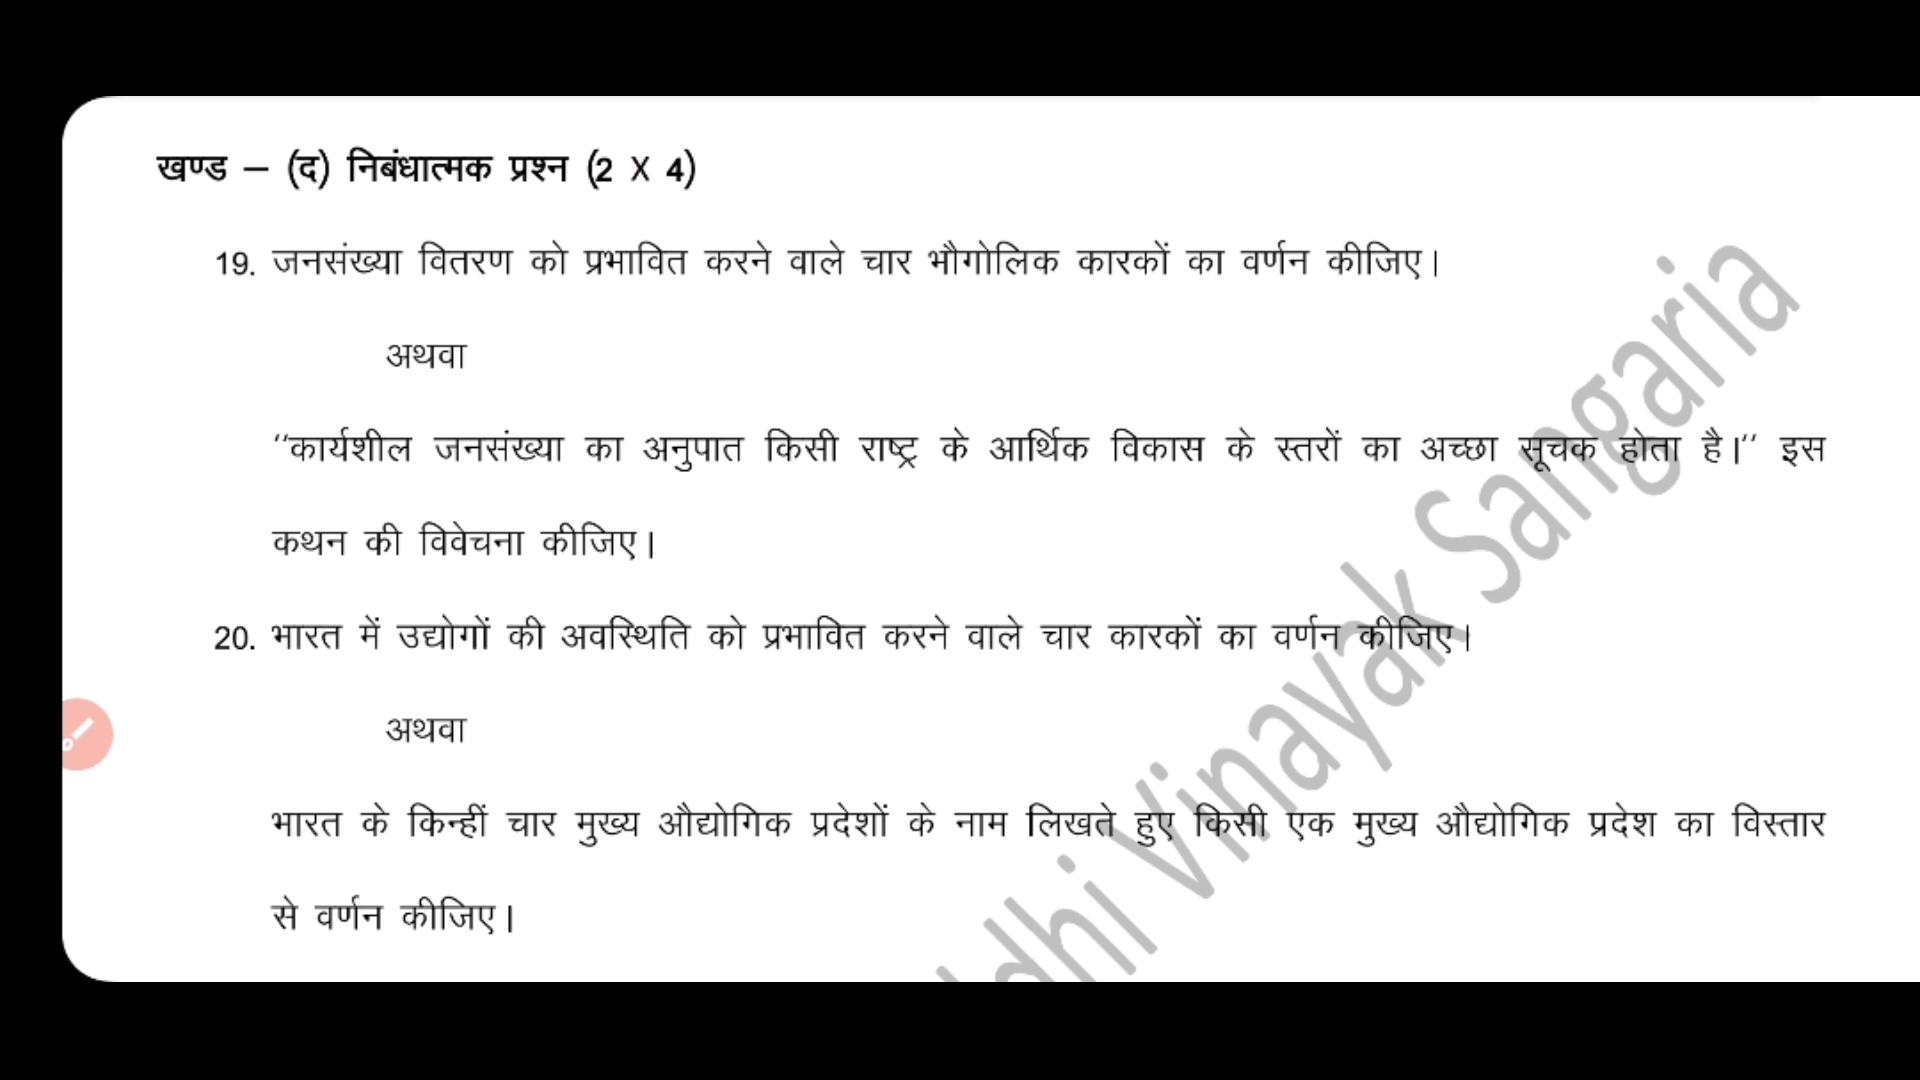 खण्ड – (द) निबंधात्मक प्रश्न (2 X 4)
19. जनसंख्या वितरण को प्रभावित करने वाले चार भौगोलिक कारकों का वर्णन कीजिए।
अथवा
‘‘कार्यशील जनसंख्या का अनुपात किसी राष्ट्र के आर्थिक विकास के स्तरों का अच्छा सूचक होता है।’’ इस
कथन की विवेचना कीजिए।
20. भारत में उद्योगों की अवस्थिति को प्रभावित करने वाले चार कारकों का वर्णन कीजिए।
अथवा
भारत के किन्हीं चार मुख्य औद्योगिक प्रदेशों के नाम लिखते हुए किसी एक मुख्य औद्योगिक प्रदेश का विस्तार
से वर्णन कीजिए।
Vinayak Sangaria